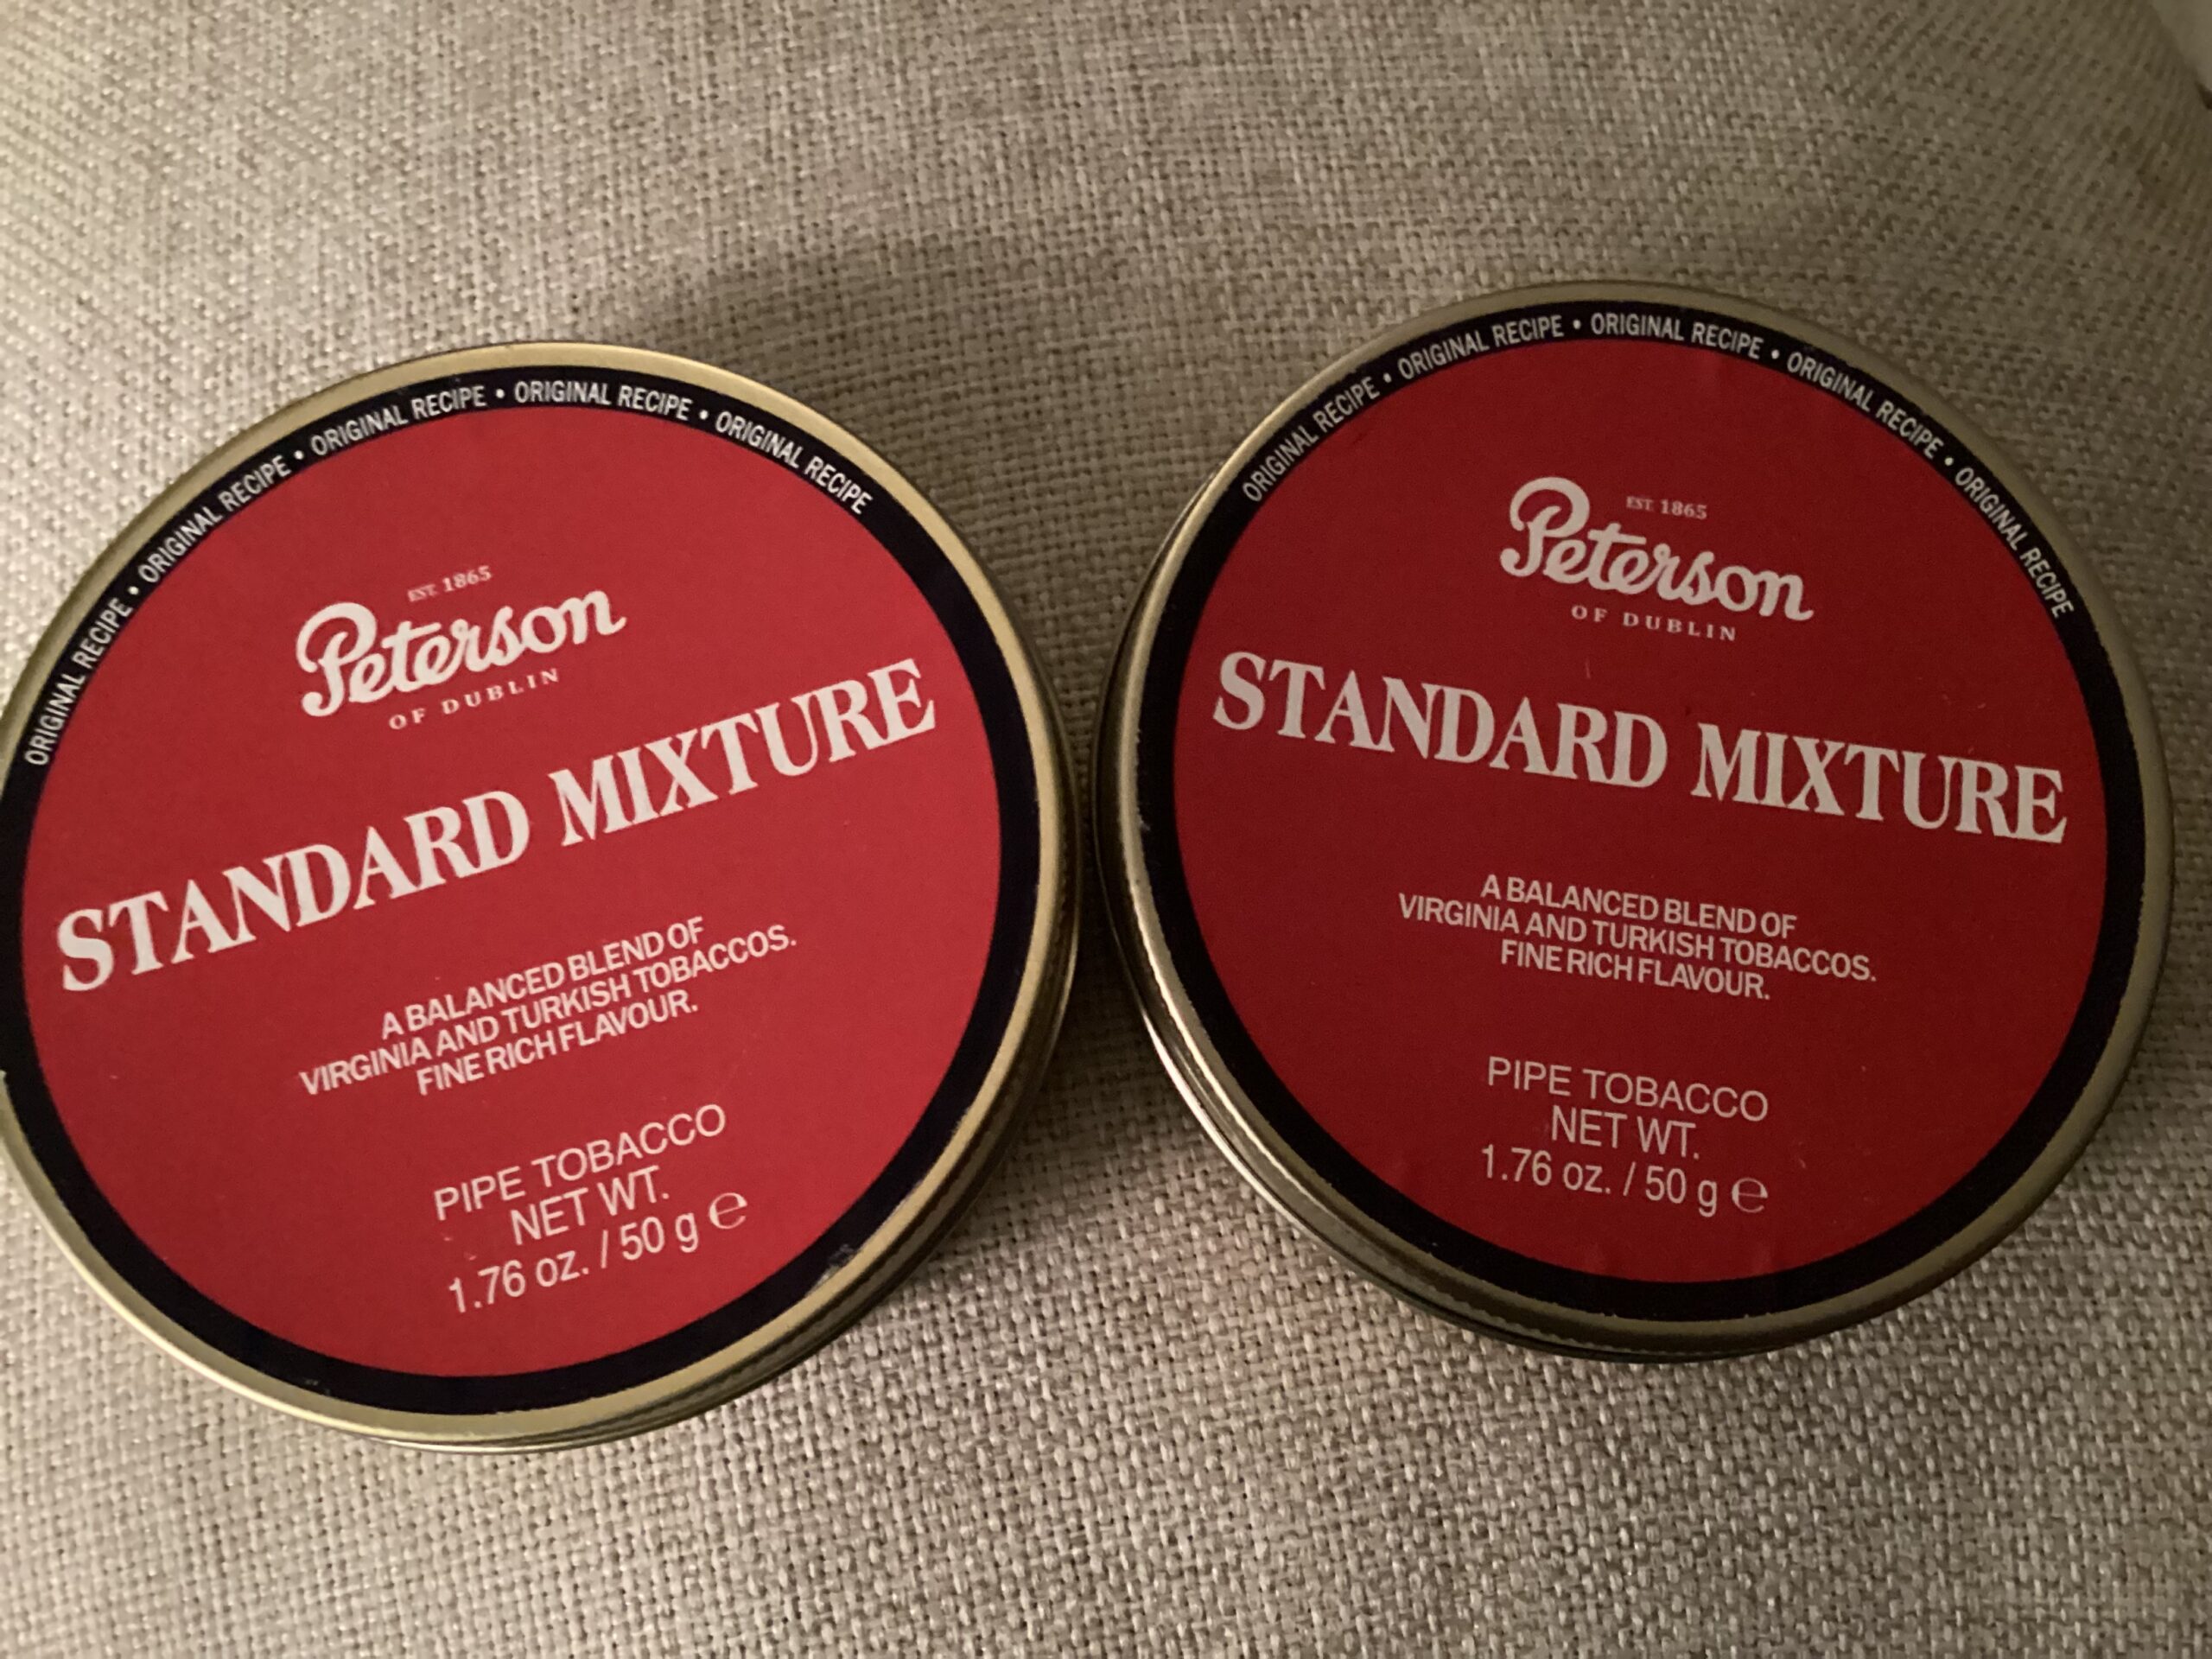 ORIGINAL RECIPE • ORIGINAL RECIPE • ORIGINAL RECIPE • ORIGINAL RECIPE • ORIGINAL RECIPE
EST. 1865
Peterson
OF DUBLIN
STANDARD MIXTURE
A BALANCED BLEND OF
VIRGINIA AND TURKISH TOBACCOS.
FINE RICH FLAVOUR.
PIPE TOBACCO
NET WT.
1.76 oz. / 50 g ℮
ORIGINAL RECIPE • ORIGINAL RECIPE • ORIGINAL RECIPE • ORIGINAL RECIPE • ORIGINAL RECIPE
EST. 1865
Peterson
OF DUBLIN
STANDARD MIXTURE
A BALANCED BLEND OF
VIRGINIA AND TURKISH TOBACCOS.
FINE RICH FLAVOUR.
PIPE TOBACCO
NET WT.
1.76 oz. / 50 g ℮